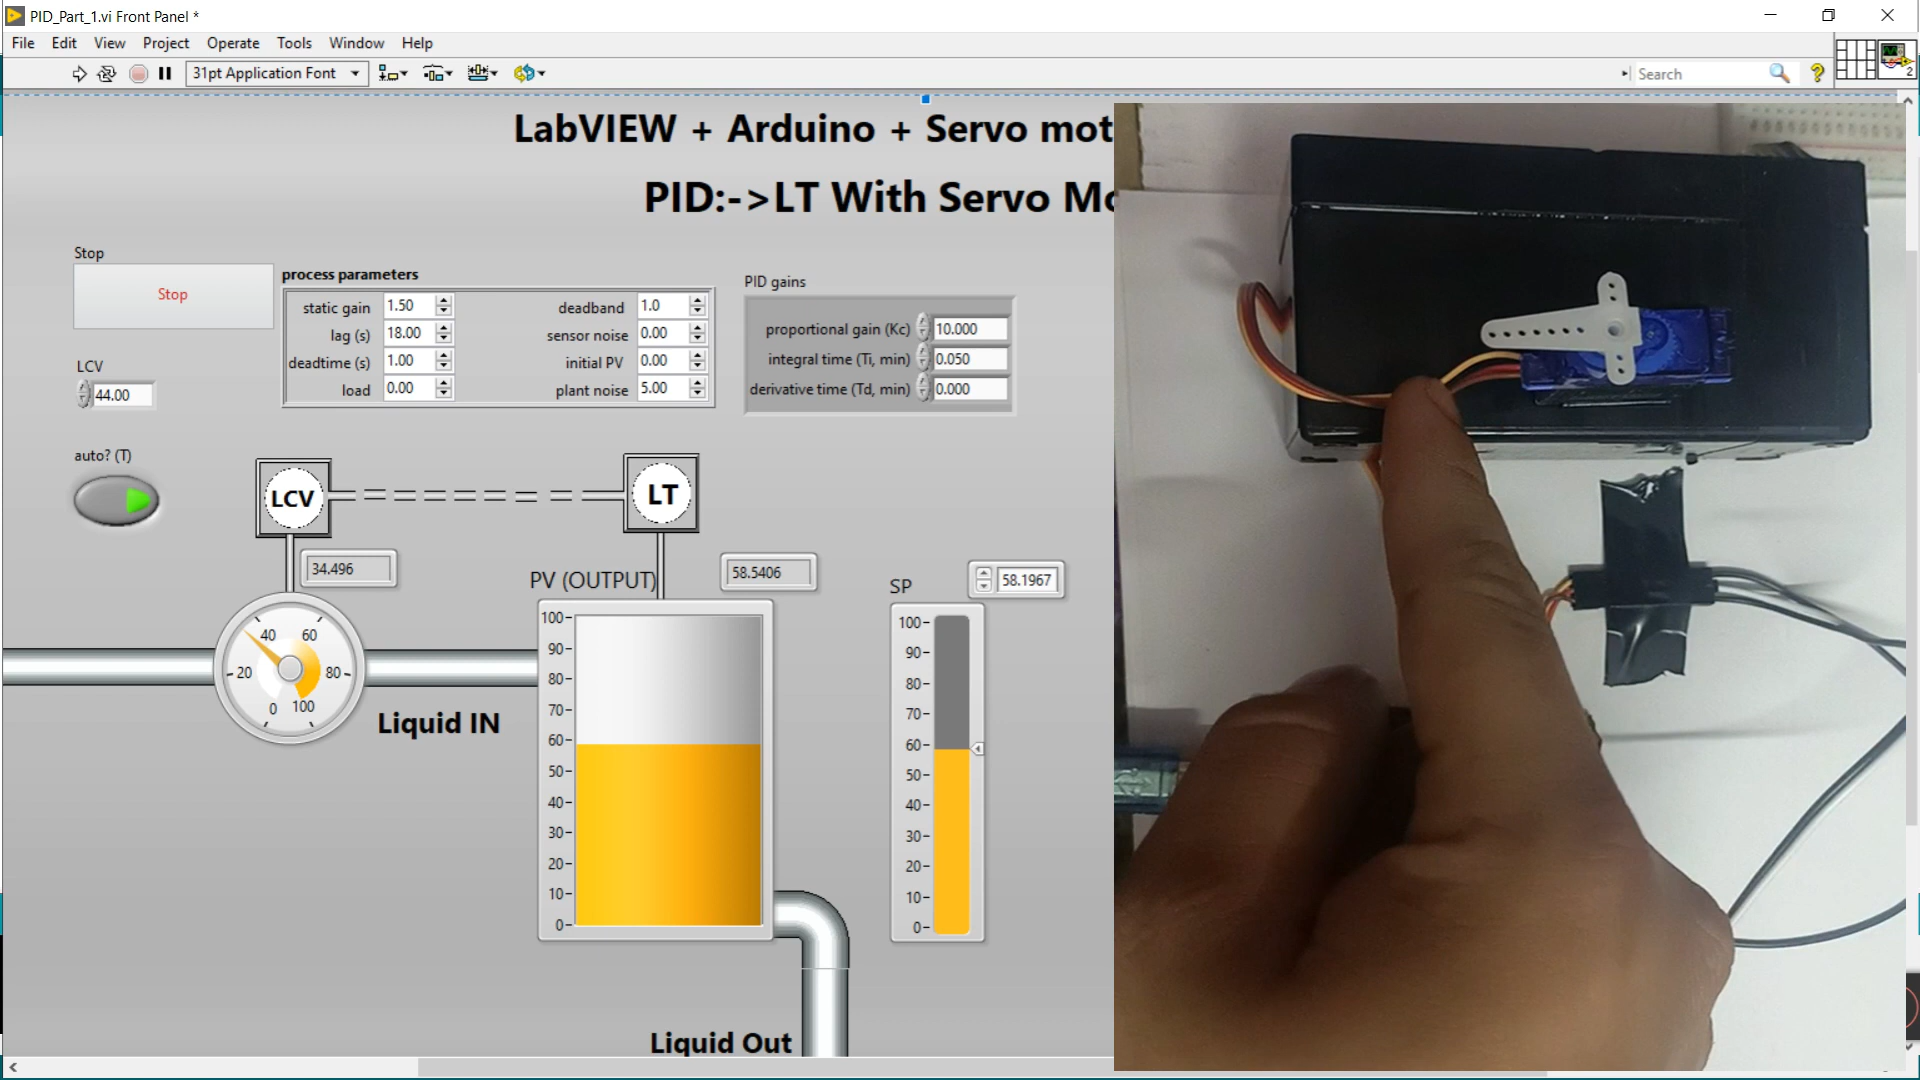 PID_Part_1.vi Front Panel *
File Edit View Project Operate Tools Window Help
31pt Application Font
Search
2
LabVIEW + Arduino + Servo mot
PID:->LT With Servo Mo
Stop
Stop
process parameters
static gain 1.50 deadband 1.0
lag (s) 18.00 sensor noise 0.00
deadtime (s) 1.00 initial PV 0.00
load 0.00 plant noise 5.00
PID gains
proportional gain (Kc) 10.000
integral time (Ti, min) 0.050
derivative time (Td, min) 0.000
LCV
44.00
auto? (T)
LCV
LT
34.496
PV (OUTPUT)
58.5406
SP
58.1967
0
20
40
60
80
100
Liquid IN
100
90
80
70
60
50
40
30
20
10
0
100
90
80
70
60
50
40
30
20
10
0
Liquid Out